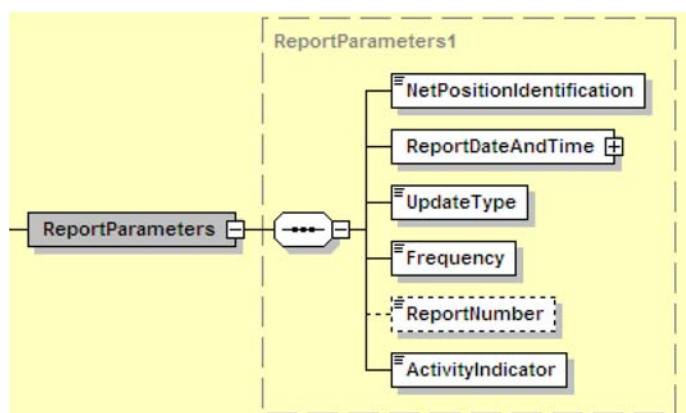 ReportParameters1
NetPositionIdentification
ReportDateAndTime
UpdateType
ReportParameters
Frequency
ReportNumber
ActivityIndicator